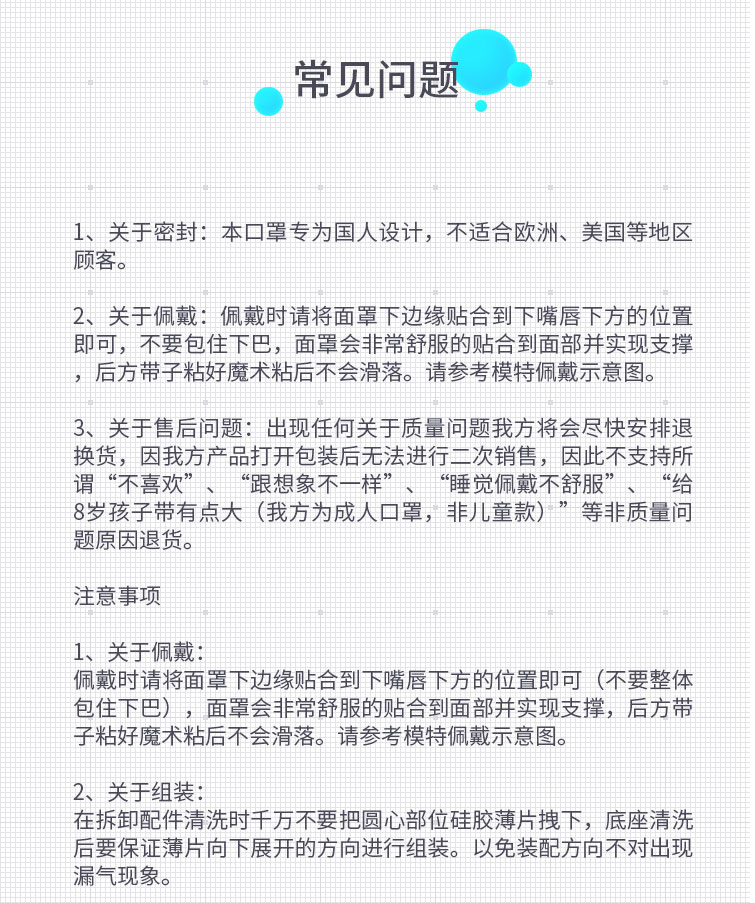 常见问题
1、关于密封：本口罩专为国人设计，不适合欧洲、美国等地区
顾客。
2、关于佩戴：佩戴时请将面罩下边缘贴合到下嘴唇下方的位置
即可，不要包住下巴，面罩会非常舒服的贴合到面部并实现支撑
，后方带子粘好魔术粘后不会滑落。请参考模特佩戴示意图。
3、关于售后问题：出现任何关于质量问题我方将会尽快安排退
换货，因我方产品打开包装后无法进行二次销售，因此不支持所
谓“不喜欢”、“跟想象不一样”、“睡觉佩戴不舒服”、“给
8岁孩子带有点大（我方为成人口罩，非儿童款）”等非质量问
题原因退货。
注意事项
1、关于佩戴：
佩戴时请将面罩下边缘贴合到下嘴唇下方的位置即可（不要整体
包住下巴），面罩会非常舒服的贴合到面部并实现支撑，后方带
子粘好魔术粘后不会滑落。请参考模特佩戴示意图。
2、关于组装：
在拆卸配件清洗时千万不要把圆心部位硅胶薄片拽下，底座清洗
后要保证薄片向下展开的方向进行组装。以免装配方向不对出现
漏气现象。